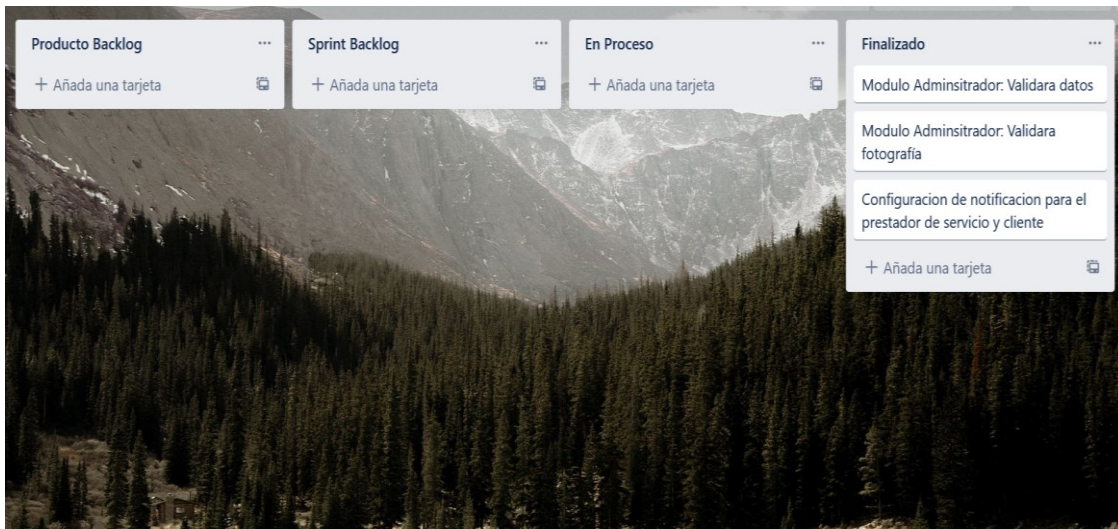 Producto Backlog
Añada una tarjeta
Sprint Backlog
Añada una tarjeta
En Proceso
Añada una tarjeta
Finalizado
Modulo Adminsitrador: Validara datos
Modulo Adminsitrador: Validara
fotografía
Configuracion de notificacion para el
prestador de servicio y cliente
Añada una tarjeta